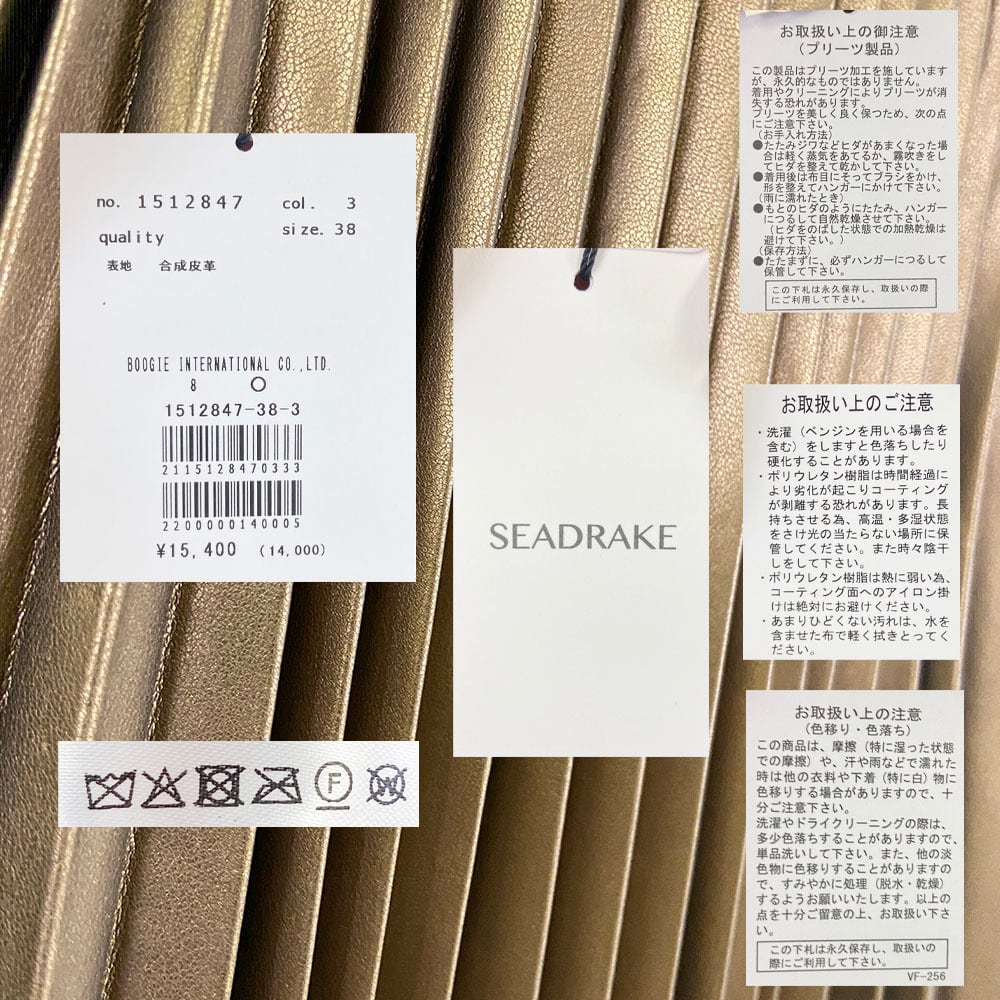 no. 1512847 col. 3
size. 38
quality
表地 合成皮革
BOOGIE INTERNATIONAL CO.,LTD.
8 ○
1512847-38-3
2115128470333
2200000140005
¥15,400 (14,000)
SEADRAKE
F
W
お取扱い上の御注意
(プリーツ製品)
この製品はプリーツ加工を施しています
が、永久的なものではありません。
着用やクリーニングによりプリーツが消
失する恐れがあります。
プリーツを美しく良く保つため、次の点
にご注意下さい。
(お手入れ方法)
●たたみジワなどヒダがあまくなった場
合は軽く蒸気をあてるか、霧吹きをし
てヒダを整えて乾かして下さい。
●着用後は布目にそってブラシをかけ、
形を整えてハンガーにかけて下さい。
(雨に濡れたとき)
●もとのヒダのようにたたみ、ハンガー
につるして自然乾燥させて下さい。
(ヒダをのばした状態での加熱乾燥は
避けて下さい。)
(保存方法)
●たたまずに、必ずハンガーにつるして
保管して下さい。
この下札は永久保存し、取扱いの際
にご利用して下さい。
お取扱い上のご注意
・洗濯(ベンジンを用いる場合を
含む)をしますと色落ちしたり
硬化することがあります。
・ポリウレタン樹脂は時間経過に
より劣化が起こりコーティング
が剥離する恐れがあります。長
持ちさせる為、高温・多湿状態
をさけ光の当たらない場所に保
管してください。また時々陰干
しをして下さい。
・ポリウレタン樹脂は熱に弱い為、
コーティング面へのアイロン掛
けは絶対にお避けください。
・あまりひどくない汚れは、水を
含ませた布で軽く拭きとってく
ださい。
お取扱い上の注意
(色移り・色落ち)
この商品は、摩擦(特に湿った状態
での摩擦)や、汗や雨などで濡れた
時は他の衣料や下着(特に白)物に
色移りする場合がありますので、十
分ご注意下さい。
洗濯やドライクリーニングの際は、
多少色落ちすることがありますので、
単品洗いして下さい。また、他の淡
色物に色移りすることがありますの
で、すみやかに処理(脱水・乾燥)
するようお願いいたします。以上の
点を十分ご留意の上、お取扱い下さ
い。
この下札は永久保存し、取扱いの
際にご利用して下さい。
VF-256